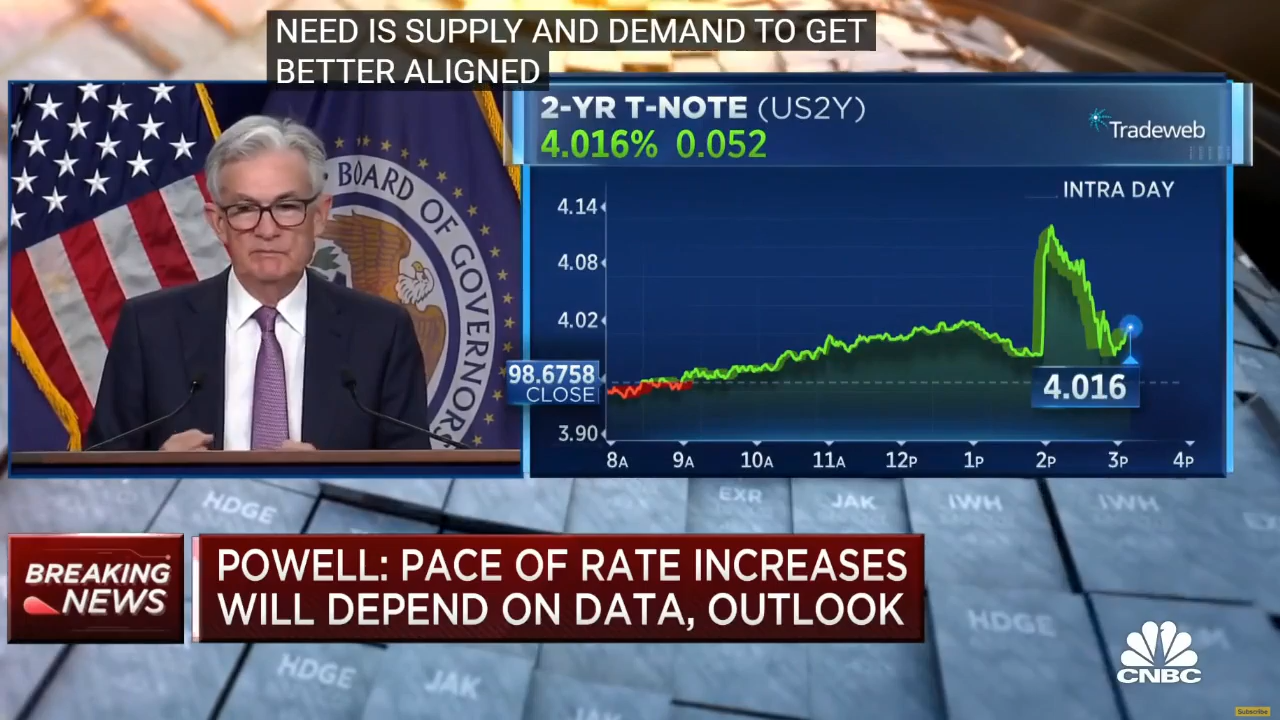 NEED IS SUPPLY AND DEMAND TO GET
BETTER ALIGNED
BOARD OF GOVERNORS
2-YR T-NOTE (US2Y)
4.016% 0.052
Tradeweb
INTRA DAY
4.14
4.08
4.02
98.6758
CLOSE
3.90
4.016
8A 9A 10A 11A 12P 1P 2P 3P 4P
HDGE EXR JAK IWH IWH
BREAKING
NEWS
POWELL: PACE OF RATE INCREASES
WILL DEPEND ON DATA, OUTLOOK
HDGE
HDGE JAK
JAK
CNBC
Subscribe